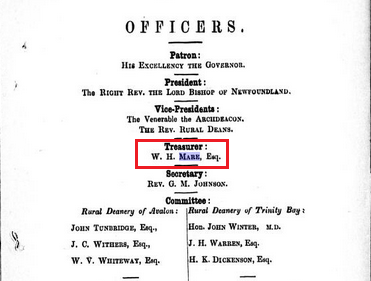 OFFICERS.
Patron:
HIS EXCELLENCY THE GOVERNOR.
President:
The RIGHT REV. THE LORD BISHOP OF NEWFOUNDLAND.
Vice-Presidents:
The Venerable the ARCHDEACON.
THE REV. RURAL DEANS.
Treasurer:
W. H. MARE, Esq.
Secretary:
REV. G. M. JOHNSON.
Committee:
Rural Deanery of Avalon:
JOHN TUNBRIDGE, Esq.,
J. C. WITHERS, Esq.,
W. V. WHITEWAY, Esq.
Rural Deanery of Trinity Bay:
Hon. JOHN WINTER, M.D.
J. H. WARREN, Esq.
H. K. DICKENSON, Esq.